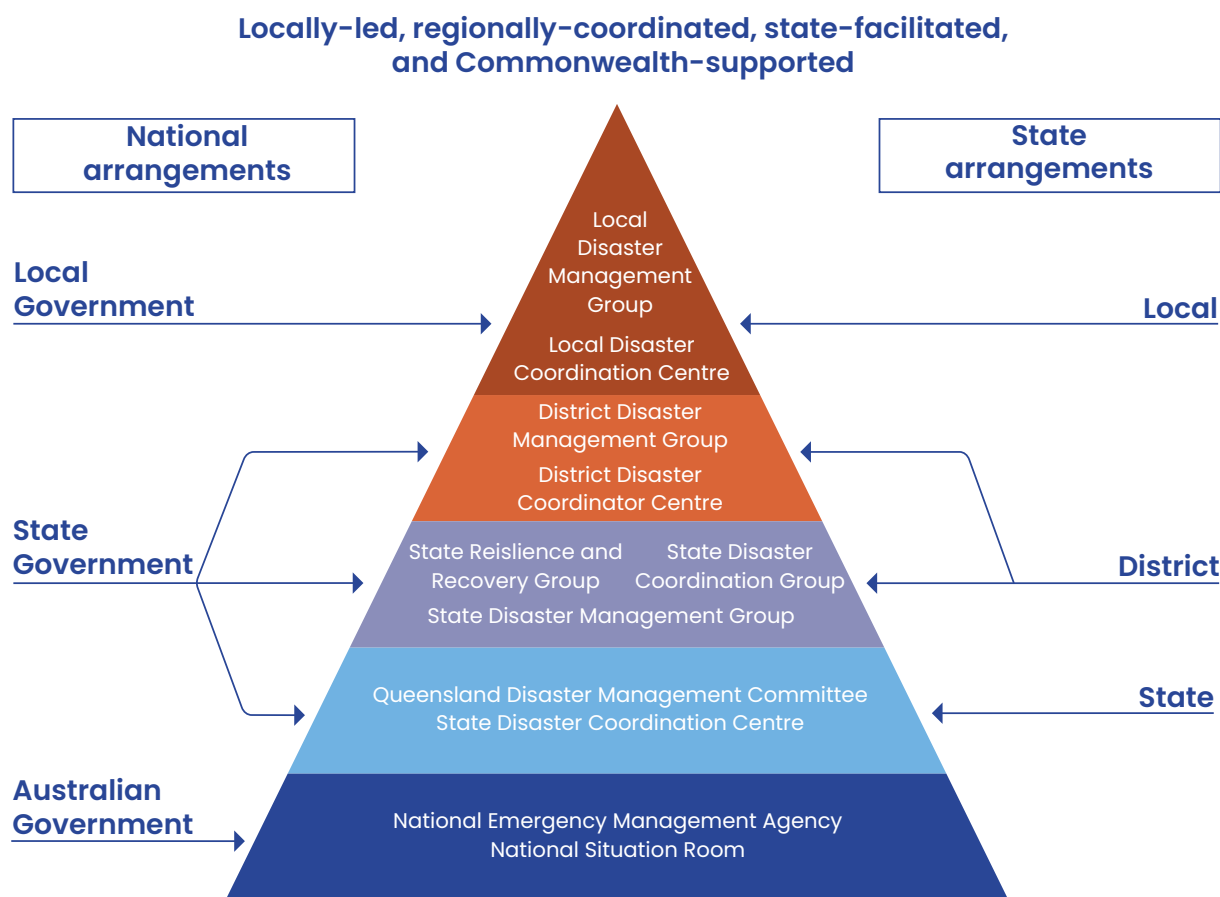 Locally-led, regionally-coordinated, state-facilitated,
and Commonwealth-supported
National
arrangements
State
arrangements
Local
Government
State
Government
Australian
Government
Local
Disaster
Management
Group
Local Disaster
Coordination Centre
District Disaster
Management Group
District Disaster
Coordinator Centre
State Reislience and
Recovery Group
State Disaster
Coordination Group
State Disaster Management Group
Queensland Disaster Management Committee
State Disaster Coordination Centre
National Emergency Management Agency
National Situation Room
Local
District
State